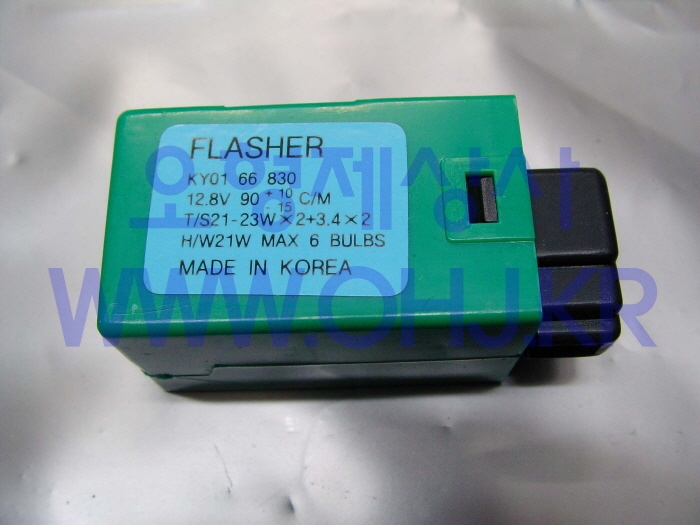 FLASHER
KY01 66 830
12.8V 90 +10 -15 C/M
T/S21-23W×2+3.4×2
H/W21W MAX 6 BULBS
MADE IN KOREA
오영제상사
WWW.OHJ.KR